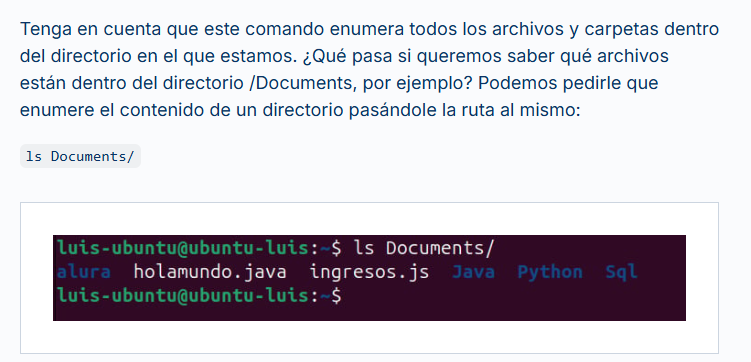 Tenga en cuenta que este comando enumera todos los archivos y carpetas dentro
del directorio en el que estamos. ¿Qué pasa si queremos saber qué archivos
están dentro del directorio /Documents, por ejemplo? Podemos pedirle que
enumere el contenido de un directorio pasándole la ruta al mismo:
ls Documents/
luis-ubuntu@ubuntu-luis:~$ ls Documents/
alura  holamundo.java  ingresos.js  Java  Python  Sql
luis-ubuntu@ubuntu-luis:~$